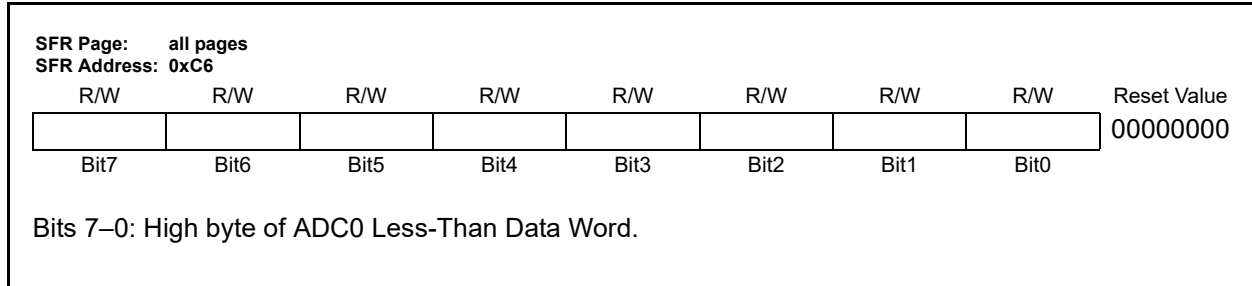 SFR Page: all pages
SFR Address: 0xC6
R/W R/W R/W R/W R/W R/W R/W R/W Reset Value
00000000
Bit7 Bit6 Bit5 Bit4 Bit3 Bit2 Bit1 Bit0
Bits 7–0: High byte of ADC0 Less-Than Data Word.